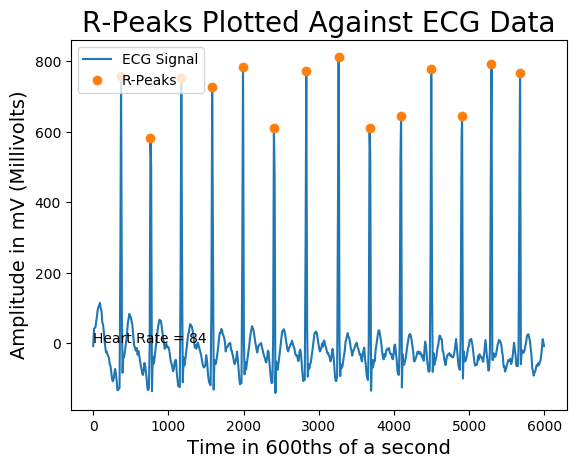 R-Peaks Plotted Against ECG Data
ECG Signal
R-Peaks
Amplitude in mV (Millivolts)
800
600
400
200
0
Heart Rate = 84
0 1000 2000 3000 4000 5000 6000
Time in 600ths of a second